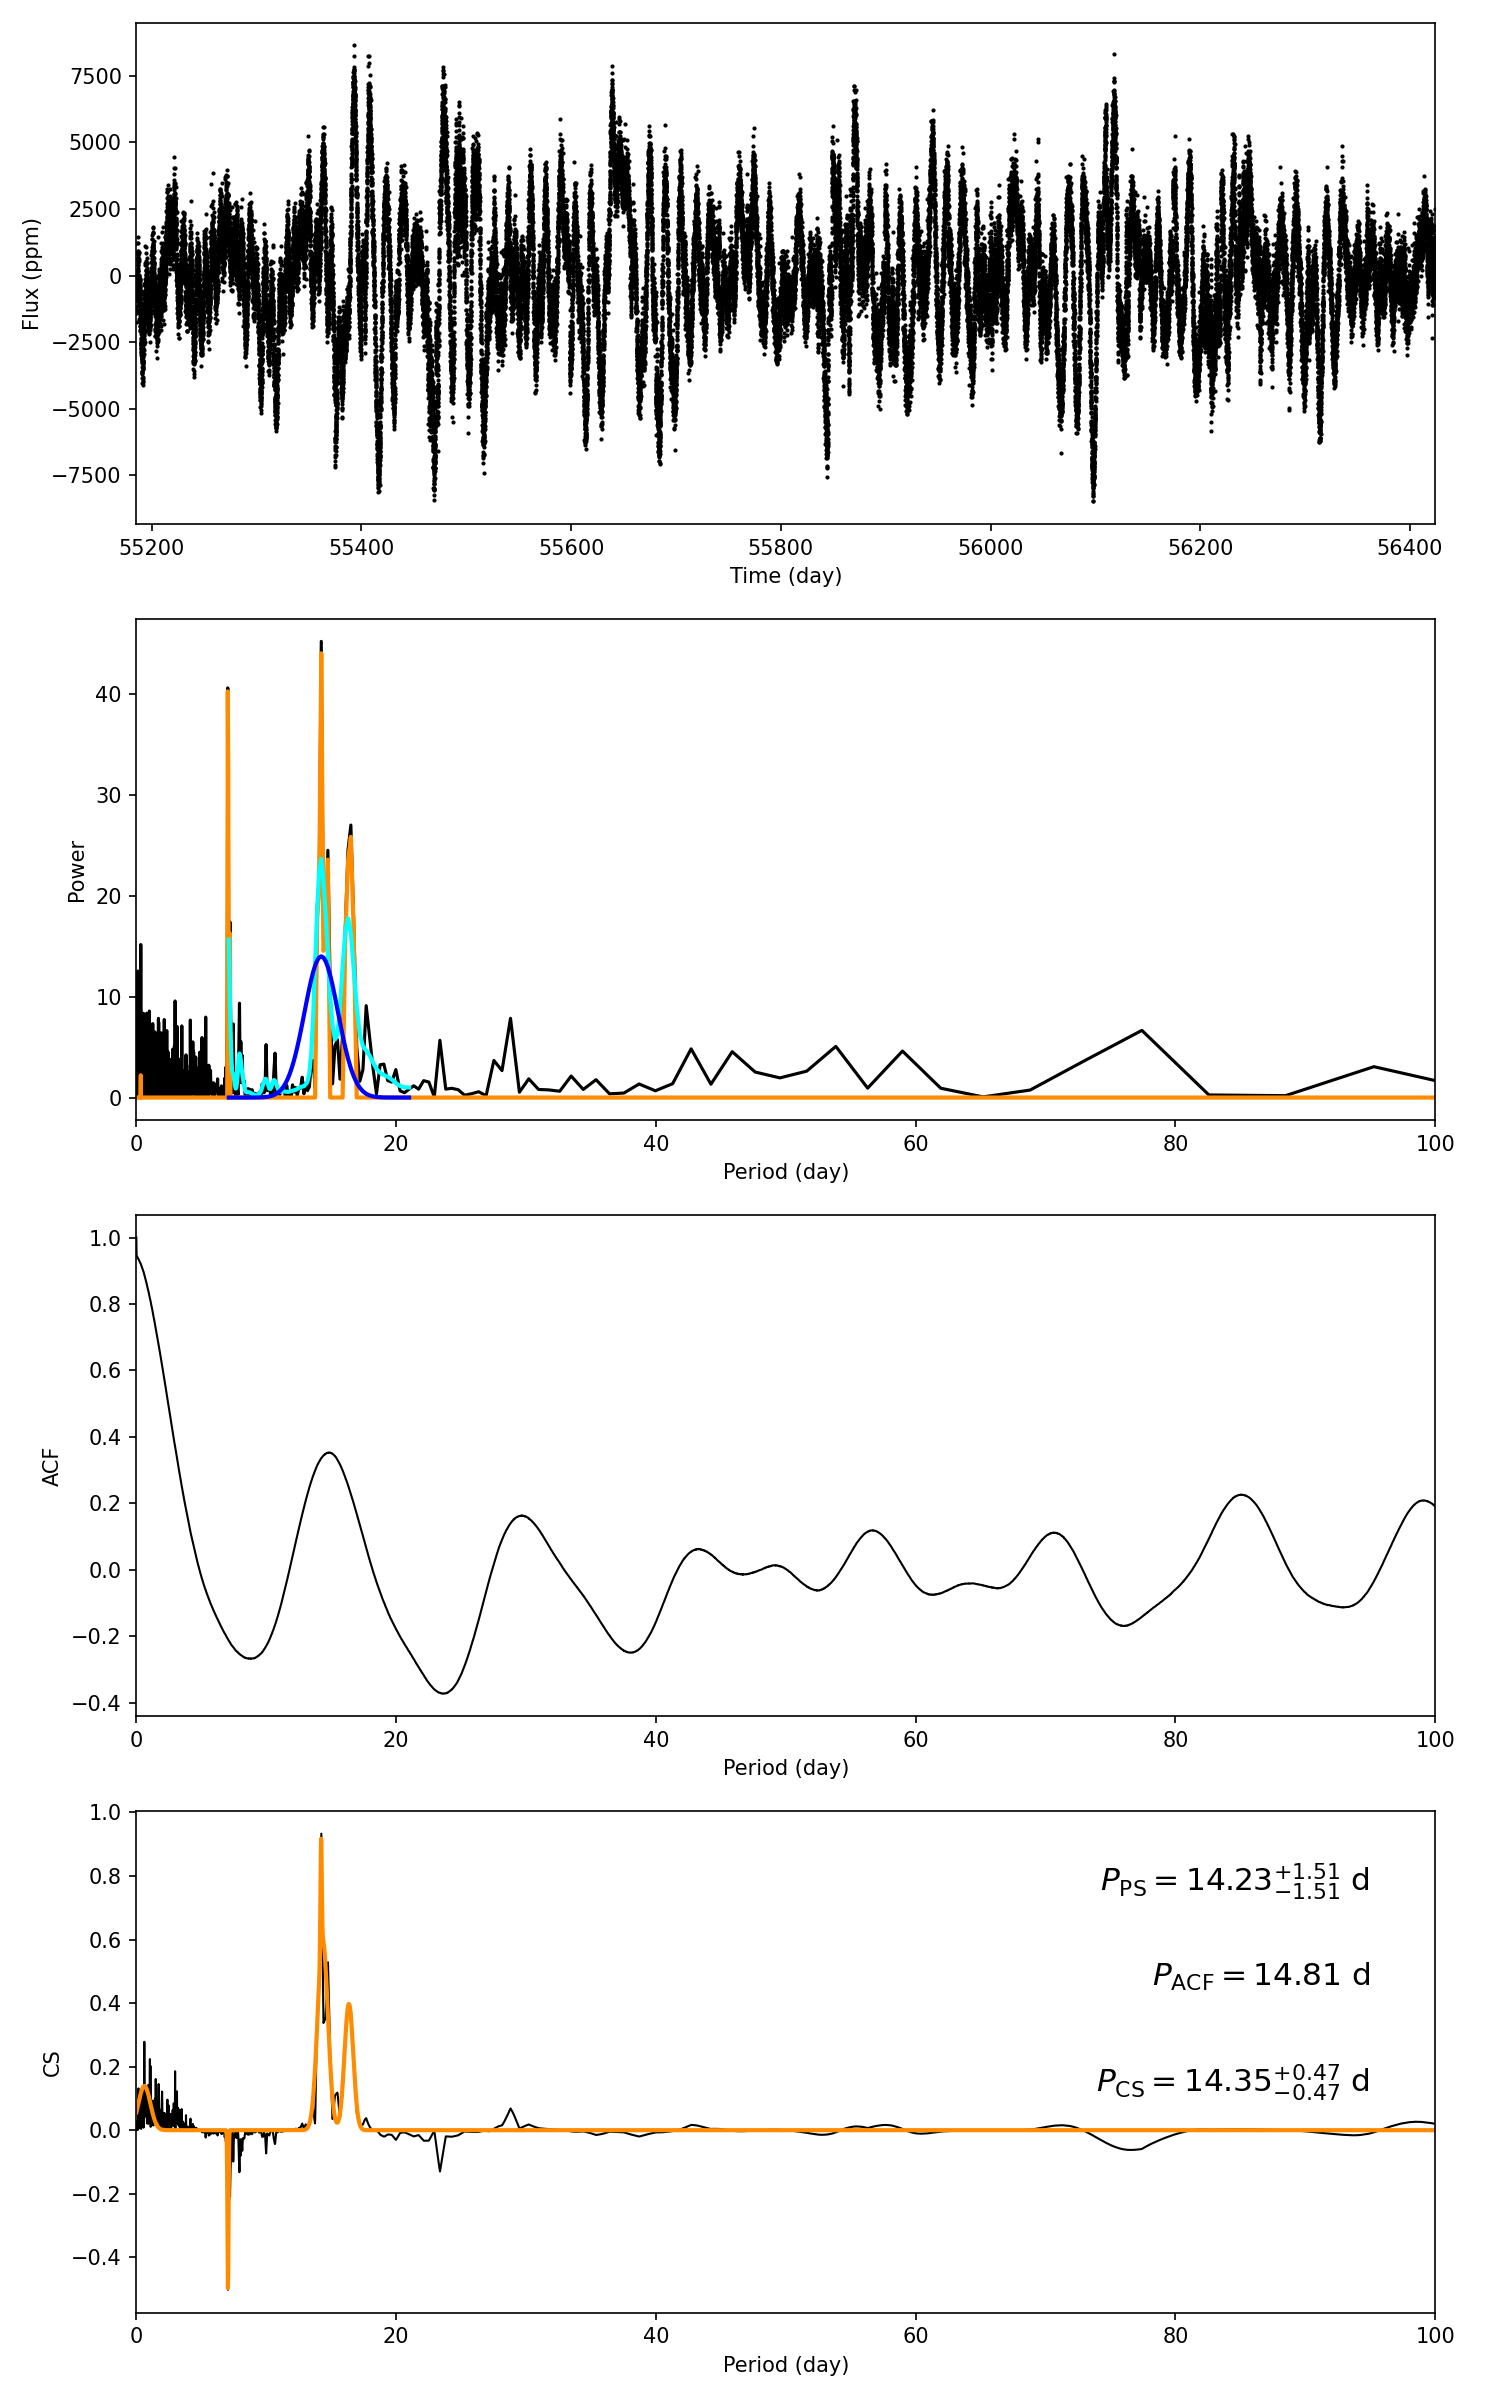 7500
5000
2500
0
−2500
−5000
−7500
Flux (ppm)
55200 55400 55600 55800 56000 56200 56400
Time (day)
40
30
20
10
0
Power
0 20 40 60 80 100
Period (day)
1.0
0.8
0.6
0.4
0.2
0.0
−0.2
−0.4
ACF
0 20 40 60 80 100
Period (day)
1.0
0.8
0.6
0.4
0.2
0.0
−0.2
−0.4
CS
P_PS = 14.23 +1.51 −1.51 d
P_ACF = 14.81 d
P_CS = 14.35 +0.47 −0.47 d
0 20 40 60 80 100
Period (day)